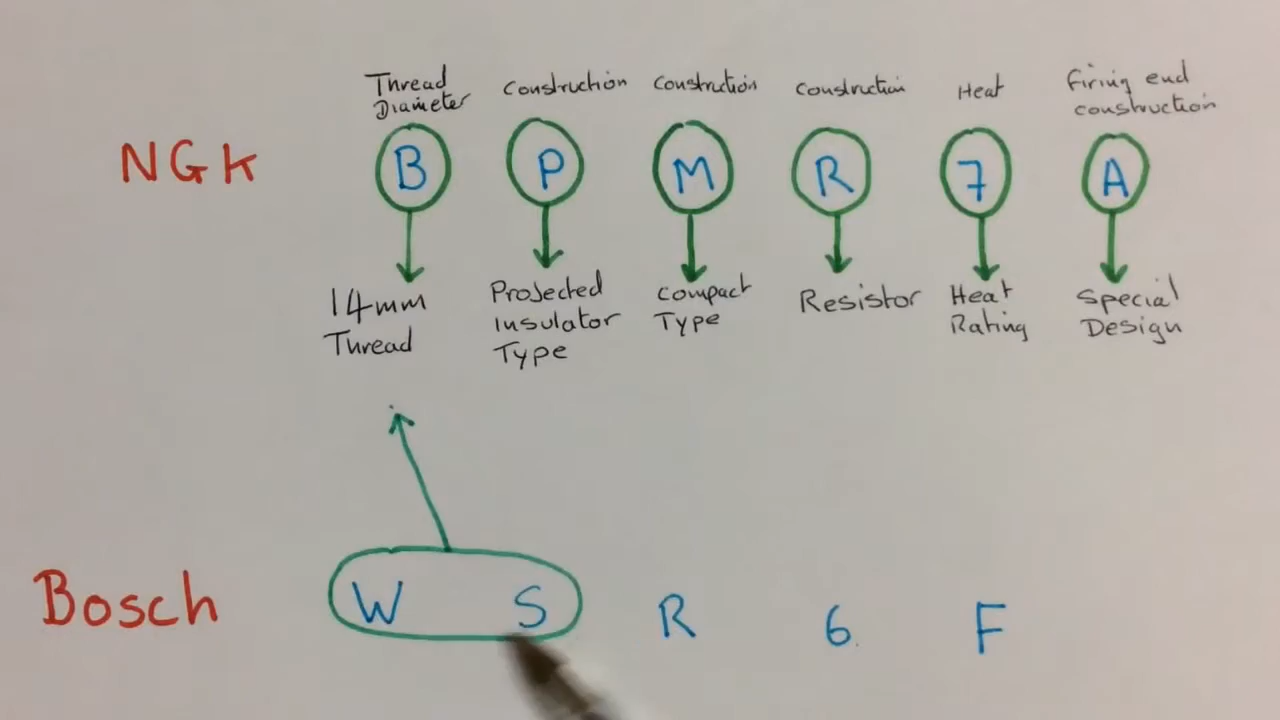 Thread Diameter
Construction
Construction
Construction
Heat
Firing end construction
NGK
B P M R 7 A
14mm Thread
Projected Insulator Type
Compact Type
Resistor
Heat Rating
Special Design
Bosch
W S R 6 F